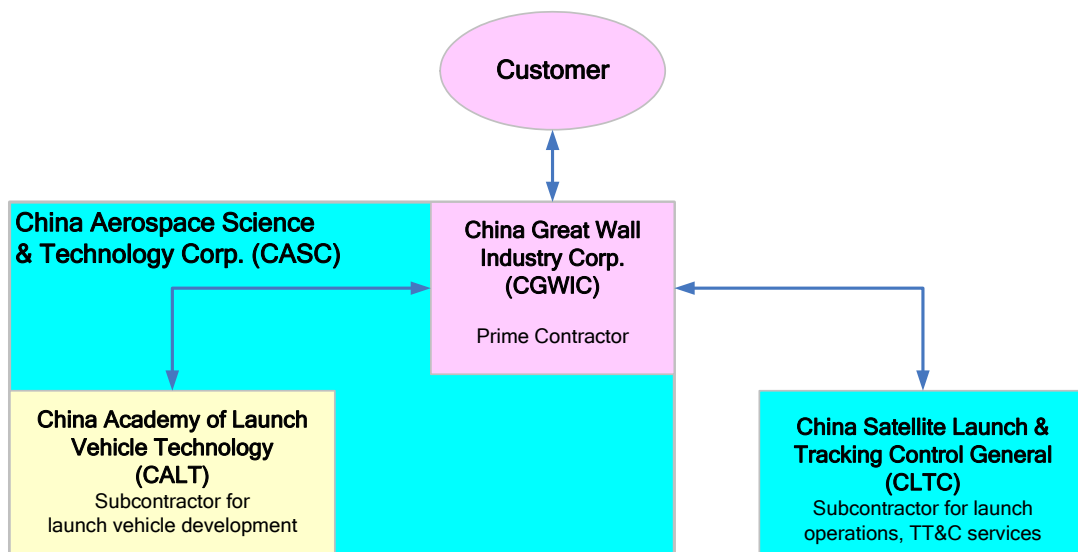 Customer
China Aerospace Science
& Technology Corp. (CASC)
China Great Wall
Industry Corp.
(CGWIC)
Prime Contractor
China Academy of Launch
Vehicle Technology
(CALT)
Subcontractor for
launch vehicle development
China Satellite Launch &
Tracking Control General
(CLTC)
Subcontractor for launch
operations, TT&C services